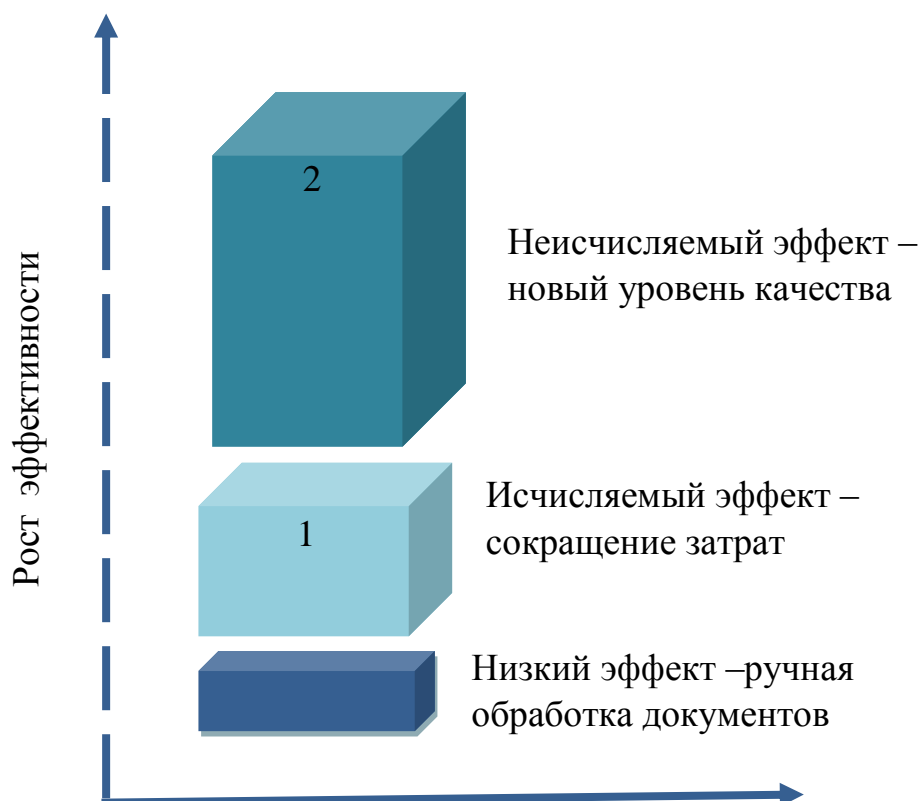 Рост эффективности
2
Неисчисляемый эффект –
новый уровень качества
1
Исчисляемый эффект –
сокращение затрат
Низкий эффект –ручная
обработка документов